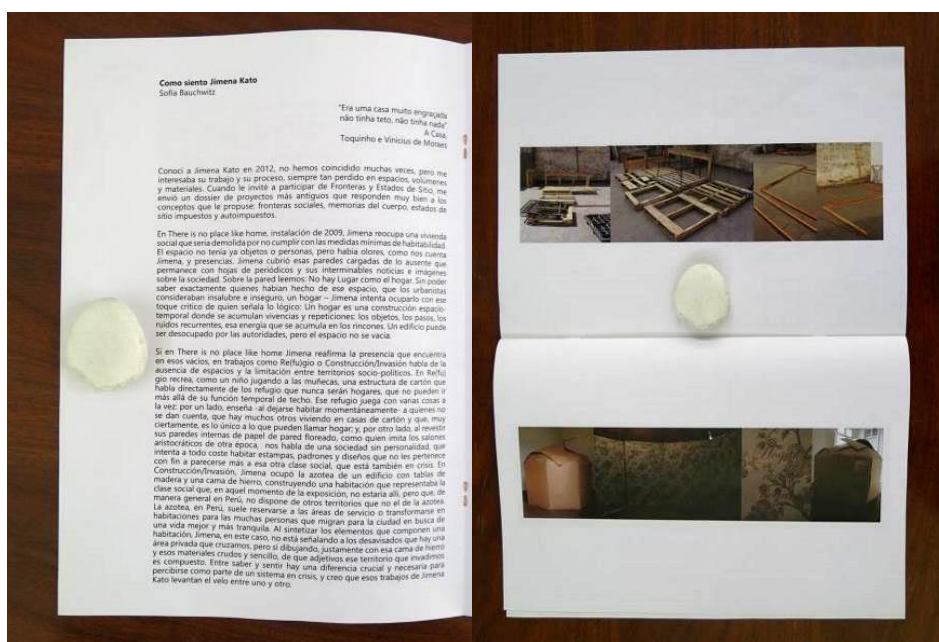 Como siento Jimena Kato
Sofia Bauchwitz
"Era uma casa muito engraçada
não tinha teto, não tinha nada"
A Casa,
Toquinho e Vinicius de Moraes
Conocí a Jimena Kato en 2012, no hemos coincidido muchas veces, pero me
interesaba su trabajo y su proceso, siempre tan perdido en espacios, volúmenes
y materiales. Cuando le invité a participar de Fronteras y Estados de Sitio, me
envió un dossier de proyectos más antiguos que responden muy bien a los
conceptos que le propuse: fronteras sociales, memorias del cuerpo, estados de
sitio impuestos y autoimpuestos.
En There is no place like home, instalación de 2009, Jimena reocupa una vivienda
social que seria demolida por no cumplir con las medidas mínimas de habitabilidad.
El espacio no tenía ya objetos o personas, pero había olores, como nos cuenta
Jimena, y presencias. Jimena cubrió esas paredes cargadas de lo ausente que
permanece con hojas de periódicos y sus interminables noticias e imágenes
sobre la sociedad. Sobre la pared leemos: No hay Lugar como el hogar. Sin poder
saber exactamente quienes habían hecho de ese espacio, que los urbanistas
consideraban insalubre e inseguro, un hogar – Jimena intenta ocuparlo con ese
toque crítico de quien señala lo lógico: Un hogar es una construcción espacio-
temporal donde se acumulan vivencias y repeticiones: los objetos, los pasos, los
ruidos recurrentes, esa energía que se acumula en los rincones. Un edificio puede
ser desocupado por las autoridades, pero el espacio no se vacía.
Si en There is no place like home Jimena reafirma la presencia que encuentra
en esos vacíos, en trabajos como Re(fu)gio o Construcción/Invasión habla de la
ausencia de espacios y la limitación entre territorios socio-políticos. En Re(fu)
gio recrea, como un niño jugando a las muñecas, una estructura de cartón que
habla directamente de los refugio que nunca serán hogares, que no pueden ir
más allá de su función temporal de techo. Ese refugio juega con varias cosas a
la vez: por un lado, enseña -al dejarse habitar momentáneamente- a quienes no
se dan cuenta, que hay muchos otros viviendo en casas de cartón y que, muy
ciertamente, es lo único a lo que pueden llamar hogar; y, por otro lado, al revestir
sus paredes internas de papel de pared floreado, como quien imita los salones
aristocráticos de otra época, nos habla de una sociedad sin personalidad, que
intenta a todo coste habitar estampas, padrones y diseños que no les pertenece
con fin a parecerse más a esa otra clase social, que está también en crisis. En
Construcción/Invasión, Jimena ocupó la azotea de un edificio con tablas de
madera y una cama de hierro, construyendo una habitación que representaba la
clase social que, en aquel momento de la exposición, no estaria allí, pero que, de
manera general en Perú, no dispone de otros territorios que no el de la azotea.
La azotea, en Perú, suele reservarse a las áreas de servicio o transformarse en
habitaciones para las muchas personas que migran para la ciudad en busca de
una vida mejor y más tranquila. Al sintetizar los elementos que componen una
habitación, Jimena, en este caso, no está señalando a los desavisados que hay una
área privada que cruzamos, pero si dibujando, justamente con esa cama de hierro
y esos materiales crudos y sencillo, de que adjetivos ese territorio que invadimos
es compuesto. Entre saber y sentir hay una diferencia crucial y necesaria para
percibirse como parte de un sistema en crisis, y creo que esos trabajos de Jimena
Kato levantan el velo entre uno y otro.